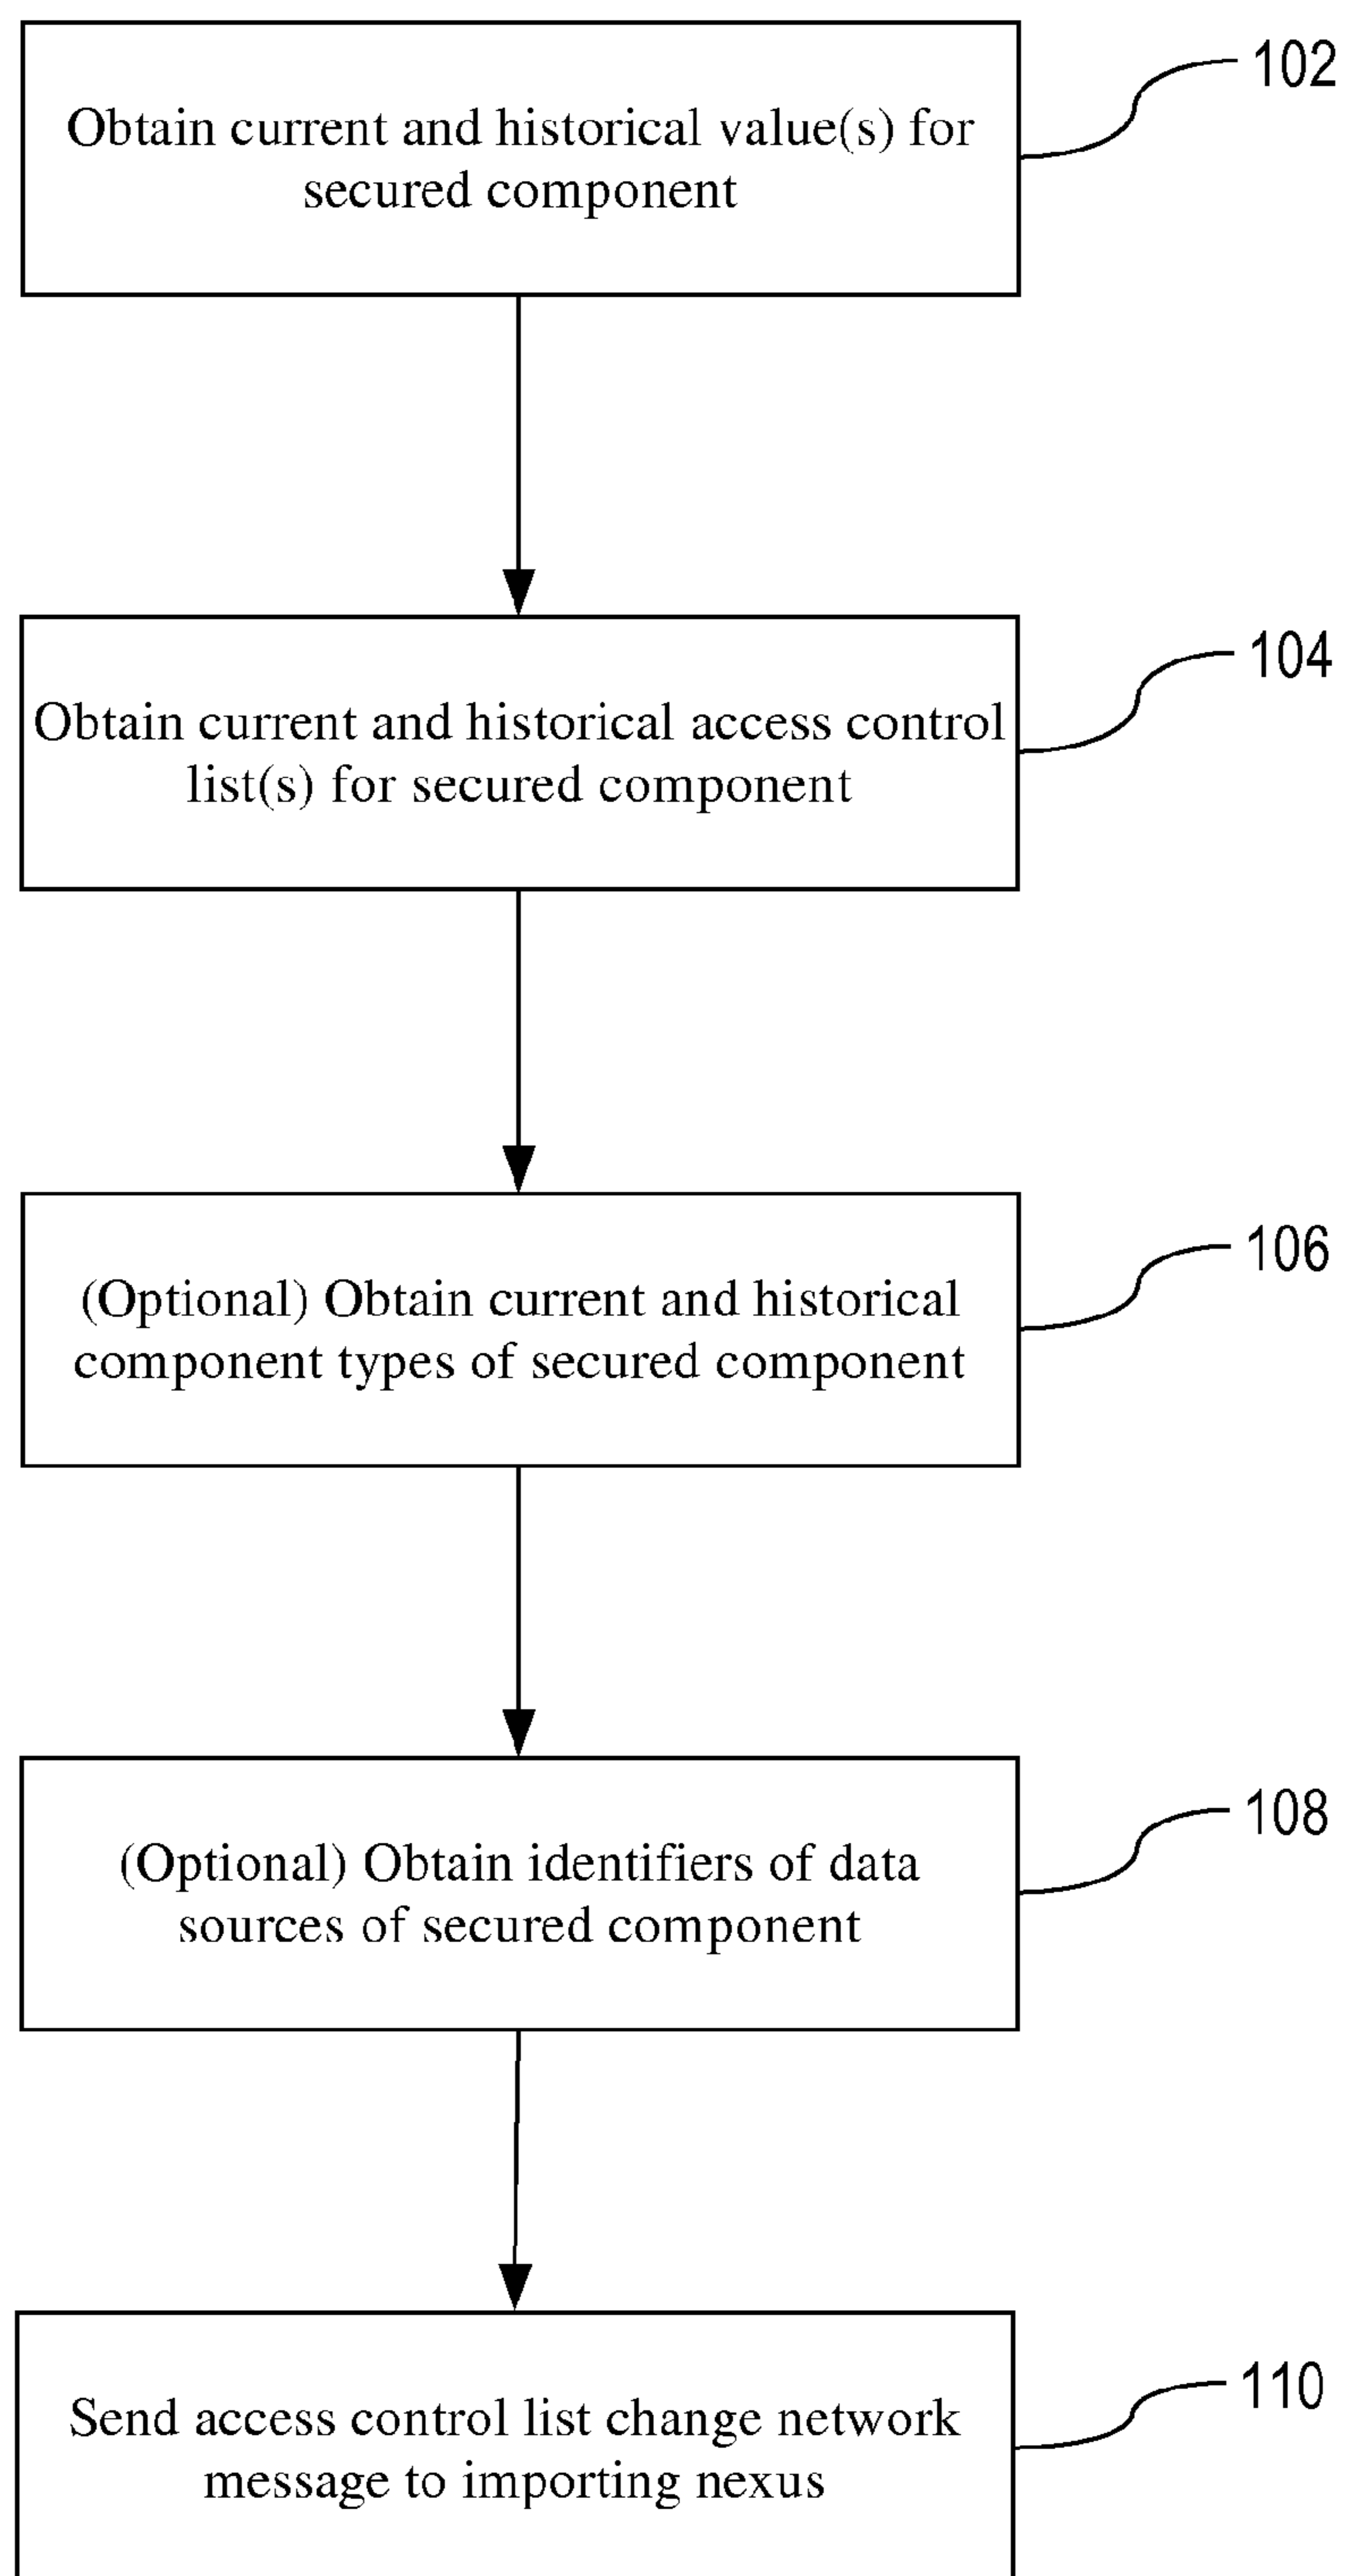 Obtain current and historical value(s) for
secured component
102
Obtain current and historical access control
list(s) for secured component
104
(Optional) Obtain current and historical
component types of secured component
106
(Optional) Obtain identifiers of data
sources of secured component
108
Send access control list change network
message to importing nexus
110